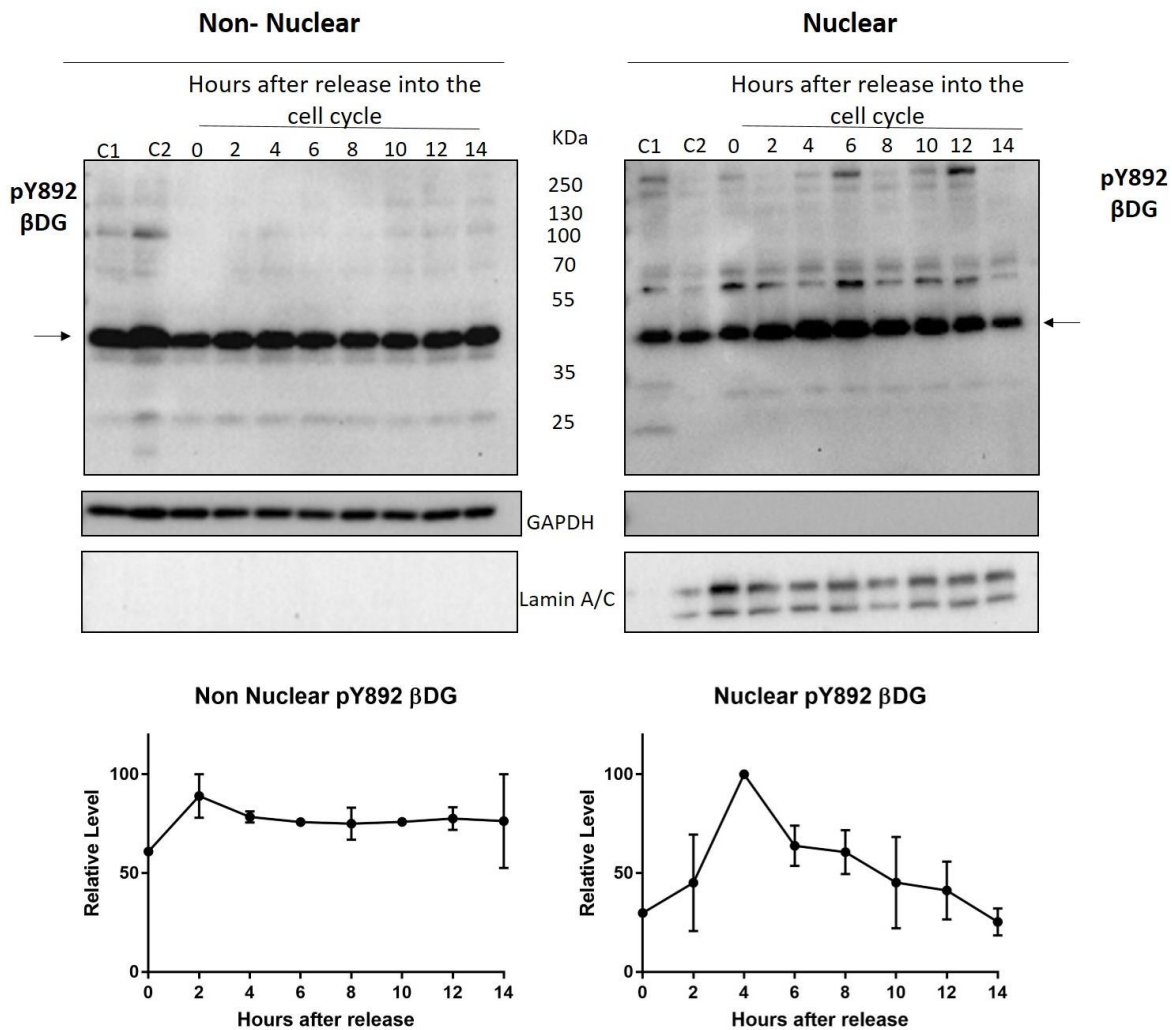 Non- Nuclear
Nuclear
Hours after release into the
cell cycle
Hours after release into the
cell cycle
C1 C2 0 2 4 6 8 10 12 14
KDa
C1 C2 0 2 4 6 8 10 12 14
pY892
βDG
250
130
100
70
55
35
25
pY892
βDG
GAPDH
Lamin A/C
Non Nuclear pY892 βDG
Relative Level
100
50
0
0 2 4 6 8 10 12 14
Hours after release
Nuclear pY892 βDG
Relative Level
100
50
0
0 2 4 6 8 10 12 14
Hours after release